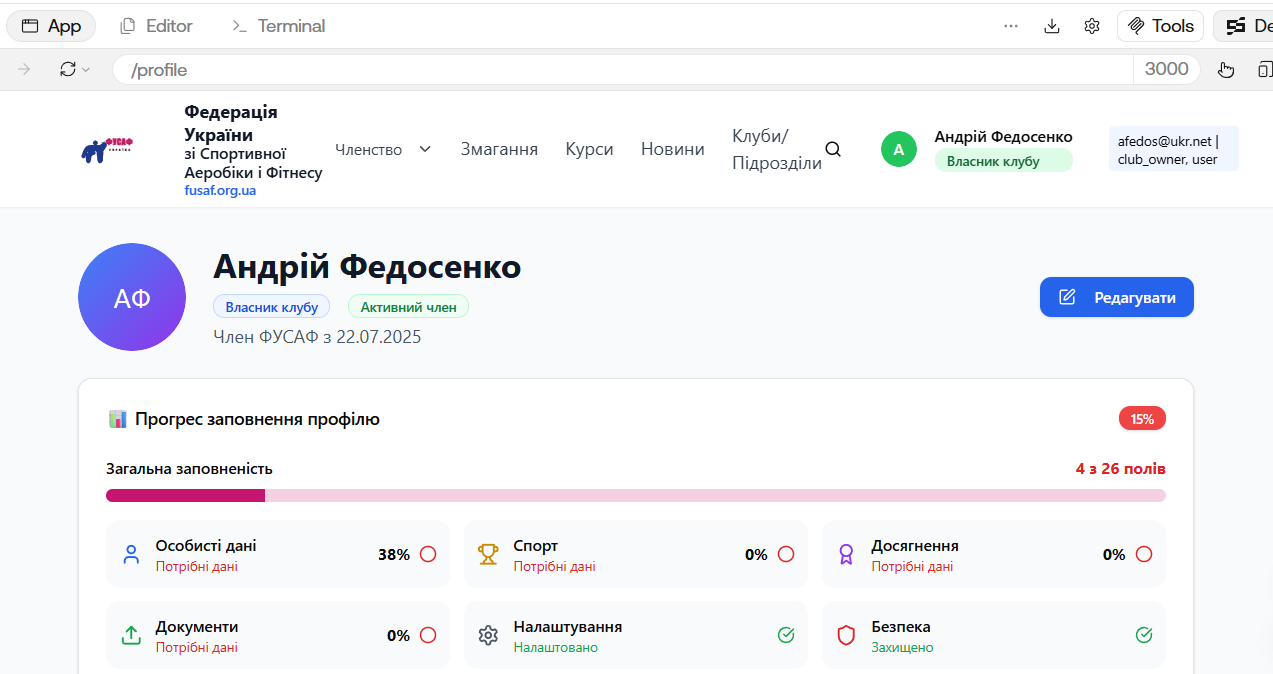 App
Editor
Terminal
Tools
De
/profile
3000
ФУСАФ
УКРАЇНА
Федерація
України
зі Спортивної
Аеробіки і Фітнесу
fusaf.org.ua
Членство
Змагання
Курси
Новини
Клуби/
Підрозділи
А
Андрій Федосенко
Власник клубу
afedos@ukr.net |
club_owner, user
АФ
Андрій Федосенко
Власник клубу
Активний член
Член ФУСАФ з 22.07.2025
Редагувати
Прогрес заповнення профілю
15%
Загальна заповненість
4 з 26 полів
Особисті дані
Потрібні дані
38%
Спорт
Потрібні дані
0%
Досягнення
Потрібні дані
0%
Документи
Потрібні дані
0%
Налаштування
Налаштовано
Безпека
Захищено